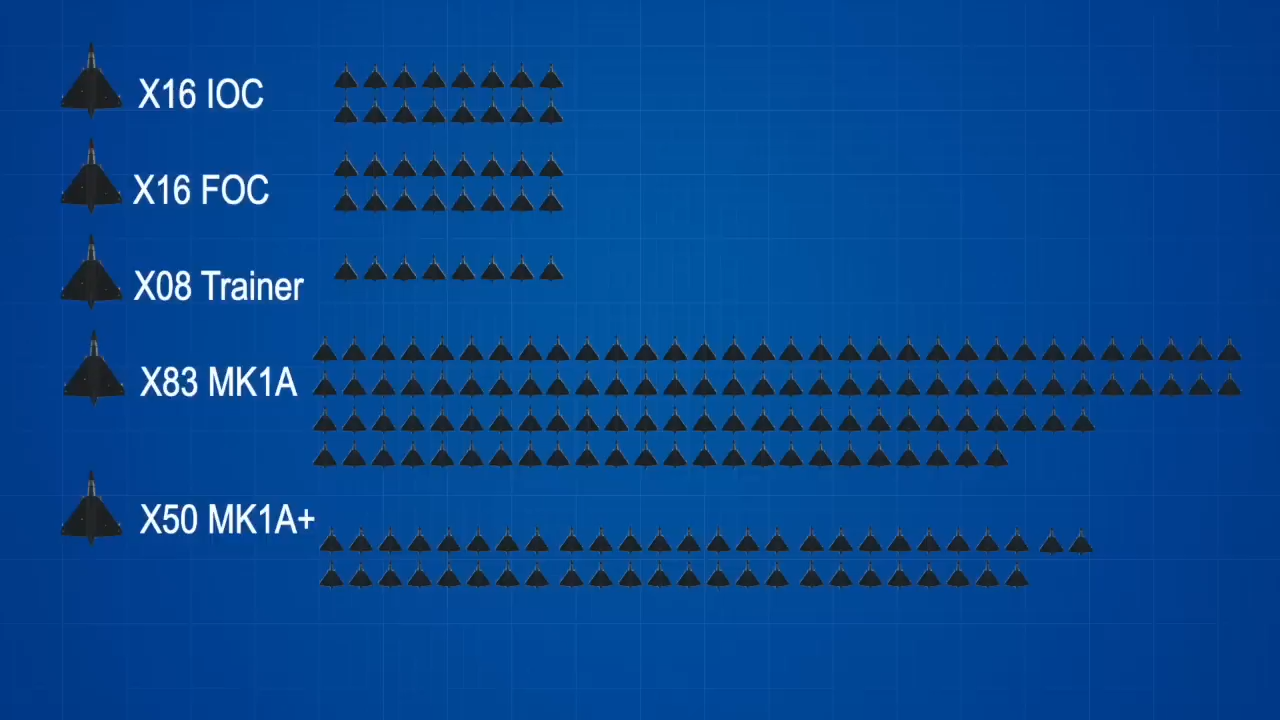 X16 IOC
X16 FOC
X08 Trainer
X83 MK1A
X50 MK1A+